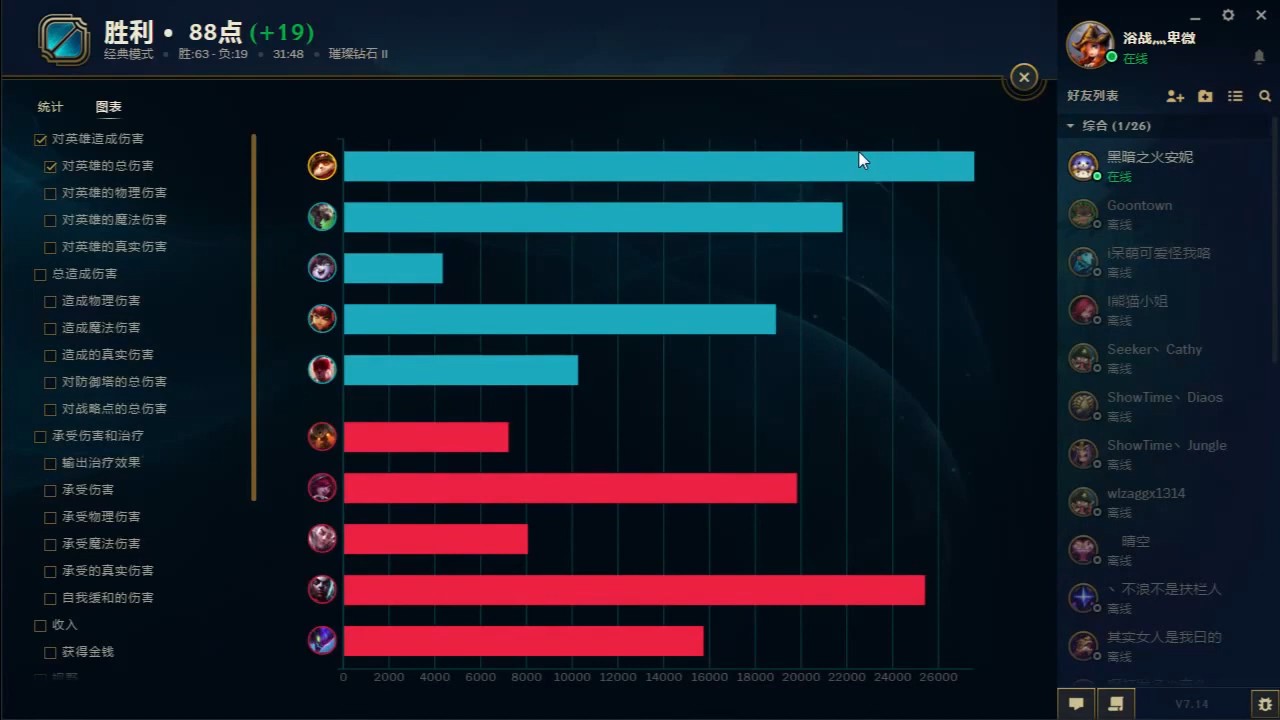 胜利 • 88点 (+19)
经典模式 • 胜:63 - 负:19 • 31:48 • 璀璨钻石 II
统计 图表
对英雄造成伤害
对英雄的总伤害
对英雄的物理伤害
对英雄的魔法伤害
对英雄的真实伤害
总造成伤害
造成物理伤害
造成魔法伤害
造成的真实伤害
对防御塔的总伤害
对战略点的总伤害
承受伤害和治疗
输出治疗效果
承受伤害
承受物理伤害
承受魔法伤害
承受的真实伤害
自我缓和的伤害
收入
获得金钱
0 2000 4000 6000 8000 10000 12000 14000 16000 18000 20000 22000 24000 26000
浴战灬卑微
在线
好友列表
综合 (1/26)
黑暗之火安妮
在线
Goontown
离线
i呆萌可爱怪我咯
离线
I熊猫小姐
离线
Seeker丶Cathy
离线
ShowTime丶Diaos
离线
ShowTime丶Jungle
离线
wlzaggx1314
离线
晴空
离线
丶不浪不是扶栏人
离线
其实女人是我日的
离线
V7.14